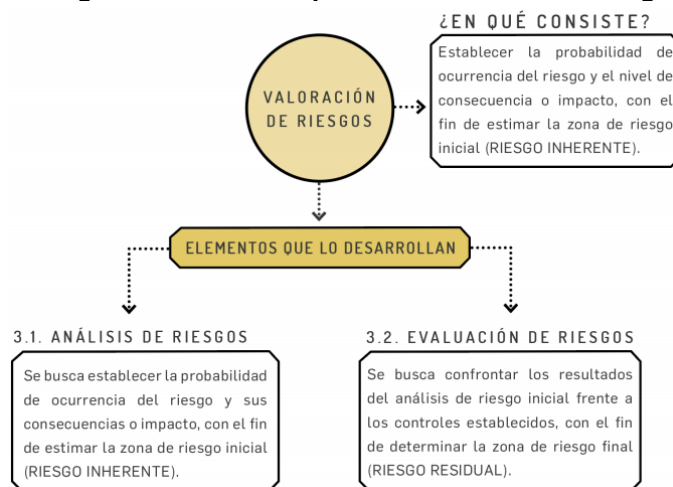 ¿EN QUÉ CONSISTE?
Establecer la probabilidad de
ocurrencia del riesgo y el nivel de
consecuencia o impacto, con el
fin de estimar la zona de riesgo
inicial (RIESGO INHERENTE).
VALORACIÓN
DE RIESGOS
ELEMENTOS QUE LO DESARROLLAN
3.1. ANÁLISIS DE RIESGOS
Se busca establecer la probabilidad
de ocurrencia del riesgo y sus
consecuencias o impacto, con el fin
de estimar la zona de riesgo inicial
(RIESGO INHERENTE).
3.2. EVALUACIÓN DE RIESGOS
Se busca confrontar los resultados
del análisis de riesgo inicial frente a
los controles establecidos, con el fin
de determinar la zona de riesgo final
(RIESGO RESIDUAL).